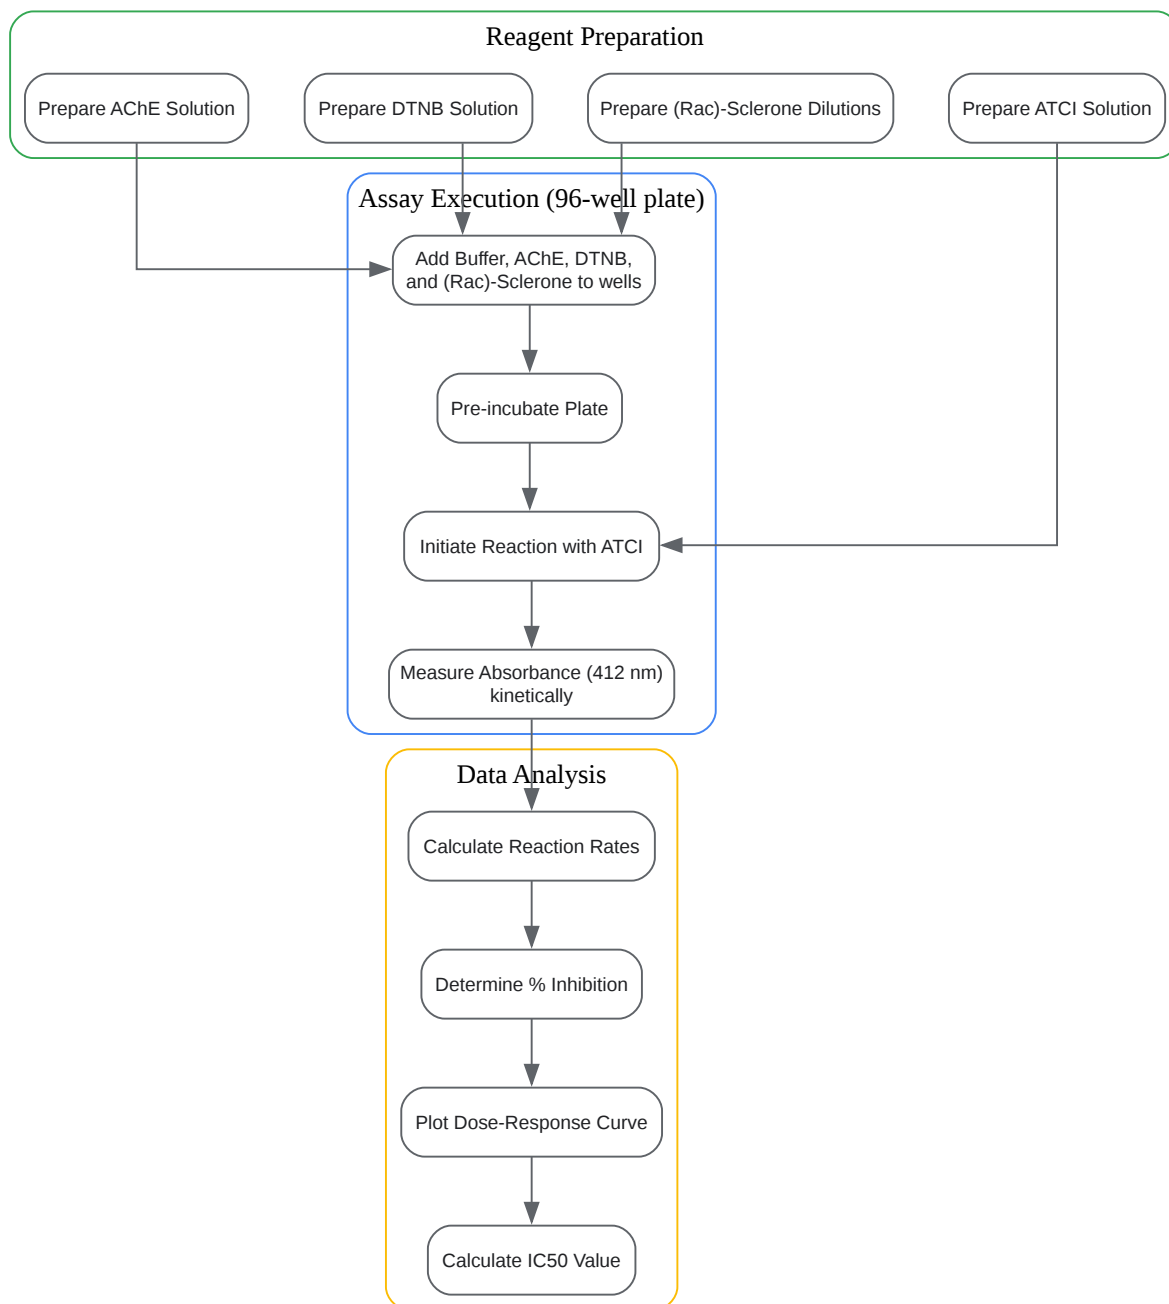 Reagent Preparation
Prepare AChE Solution
Prepare DTNB Solution
Prepare (Rac)-Sclerone Dilutions
Prepare ATCI Solution
Assay Execution (96-well plate)
Add Buffer, AChE, DTNB,
and (Rac)-Sclerone to wells
Pre-incubate Plate
Initiate Reaction with ATCI
Measure Absorbance (412 nm)
kinetically
Data Analysis
Calculate Reaction Rates
Determine % Inhibition
Plot Dose-Response Curve
Calculate IC50 Value